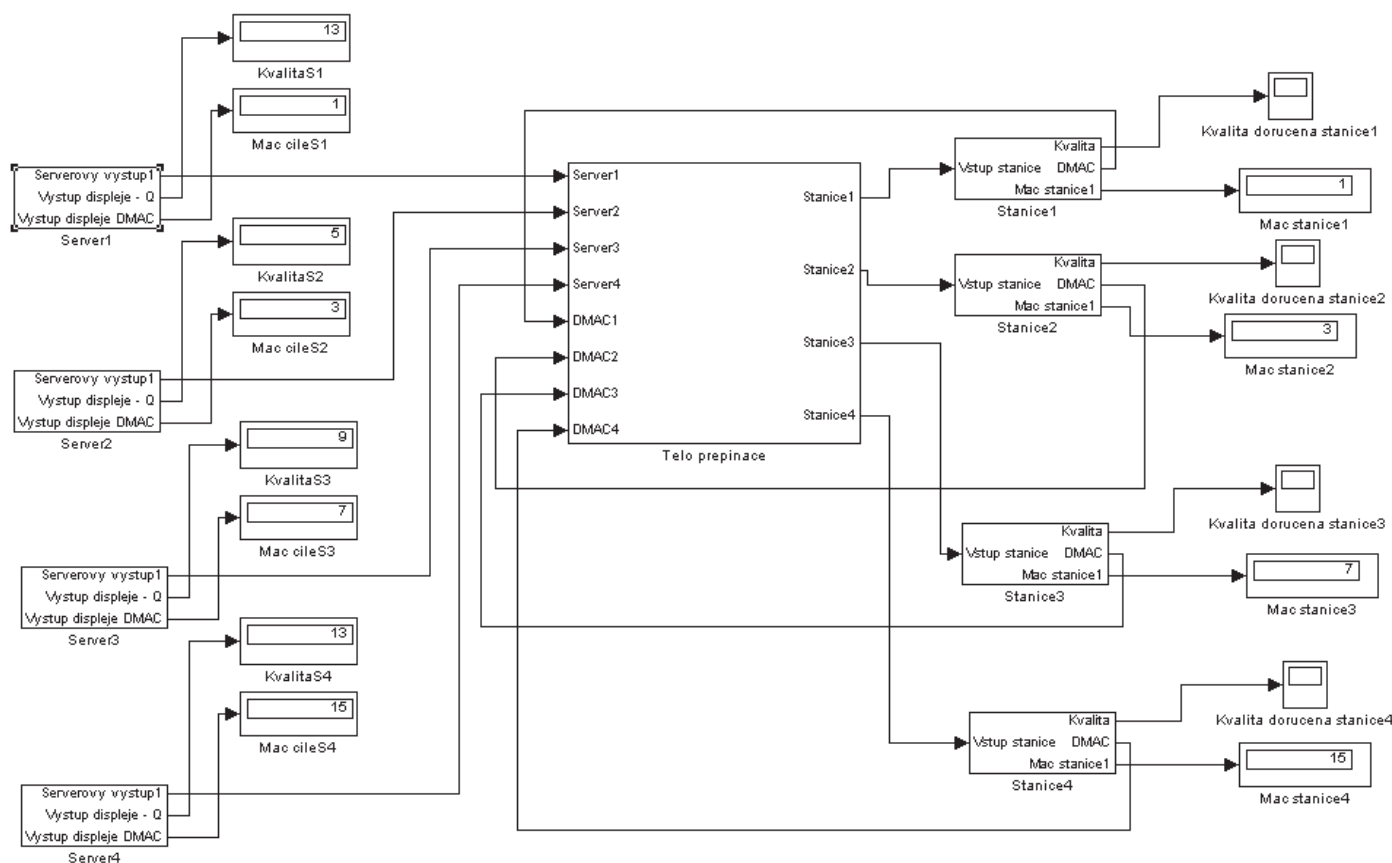 13
KvalitaS1
1
Mac cileS1
Serverovy vystup1
Vystup displeje - Q
Vystup displeje DMAC
Server1
5
KvalitaS2
3
Mac cileS2
Serverovy vystup1
Vystup displeje - Q
Vystup displeje DMAC
Server2
9
KvalitaS3
7
Mac cileS3
Serverovy vystup1
Vystup displeje - Q
Vystup displeje DMAC
Server3
13
KvalitaS4
15
Mac cileS4
Serverovy vystup1
Vystup displeje - Q
Vystup displeje DMAC
Server4
Server1
Server2
Server3
Server4
DMAC1
DMAC2
DMAC3
DMAC4
Stanice1
Stanice2
Stanice3
Stanice4
Telo prepinace
Kvalita
Vstup stanice DMAC
Mac stanice1
Stanice1
Kvalita dorucena stanice1
1
Mac stanice1
Kvalita
Vstup stanice DMAC
Mac stanice1
Stanice2
Kvalita dorucena stanice2
3
Mac stanice2
Kvalita
Vstup stanice DMAC
Mac stanice1
Stanice3
Kvalita dorucena stanice3
7
Mac stanice3
Kvalita
Vstup stanice DMAC
Mac stanice1
Stanice4
Kvalita dorucena stanice4
15
Mac stanice4